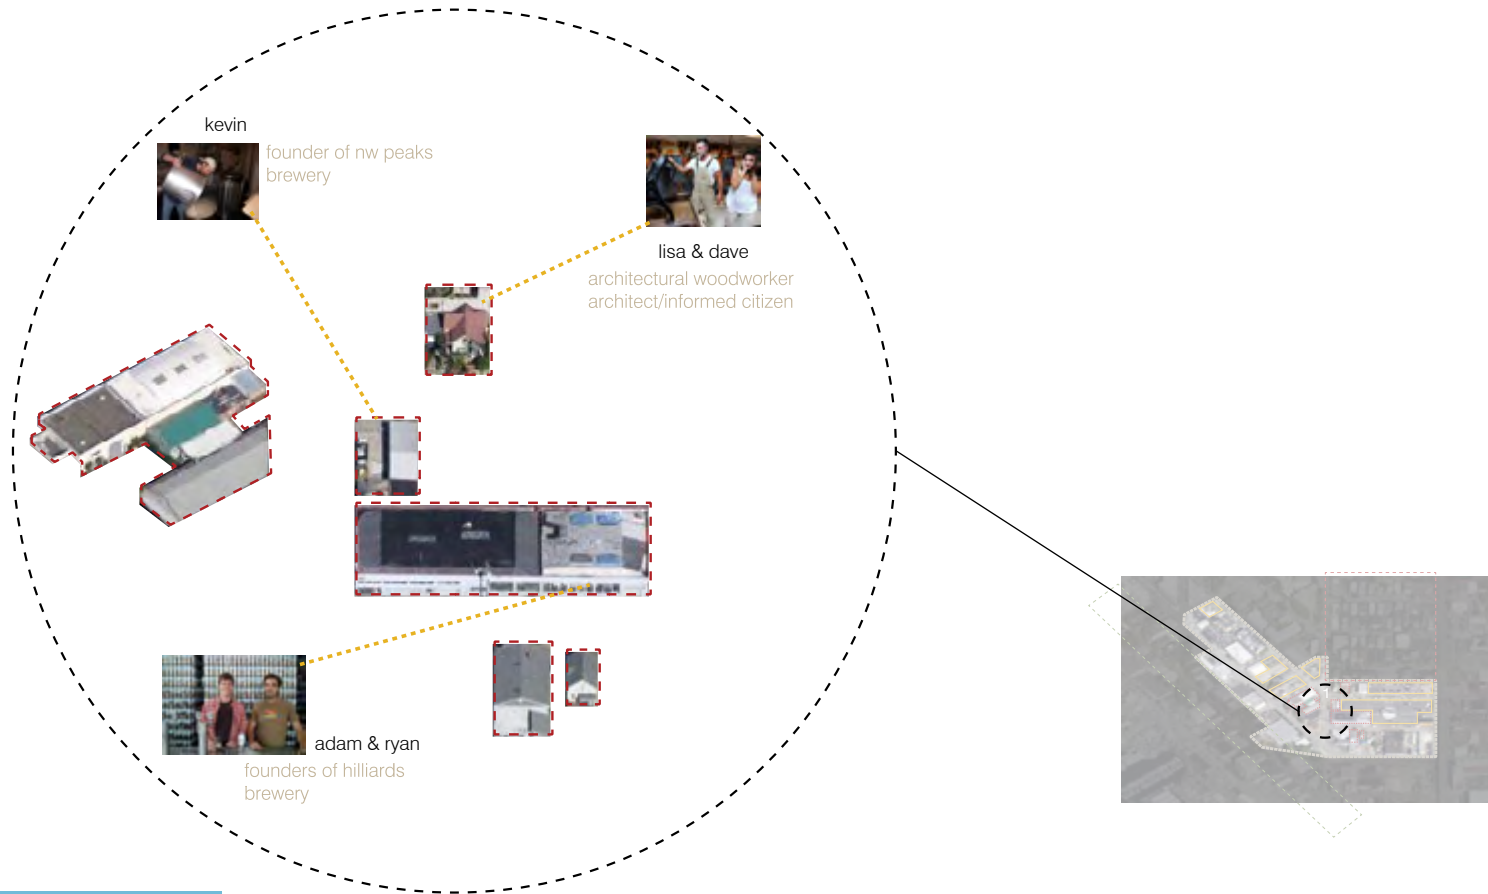 kevin
founder of nw peaks
brewery
lisa & dave
architectural woodworker
architect/informed citizen
adam & ryan
founders of hilliards
brewery